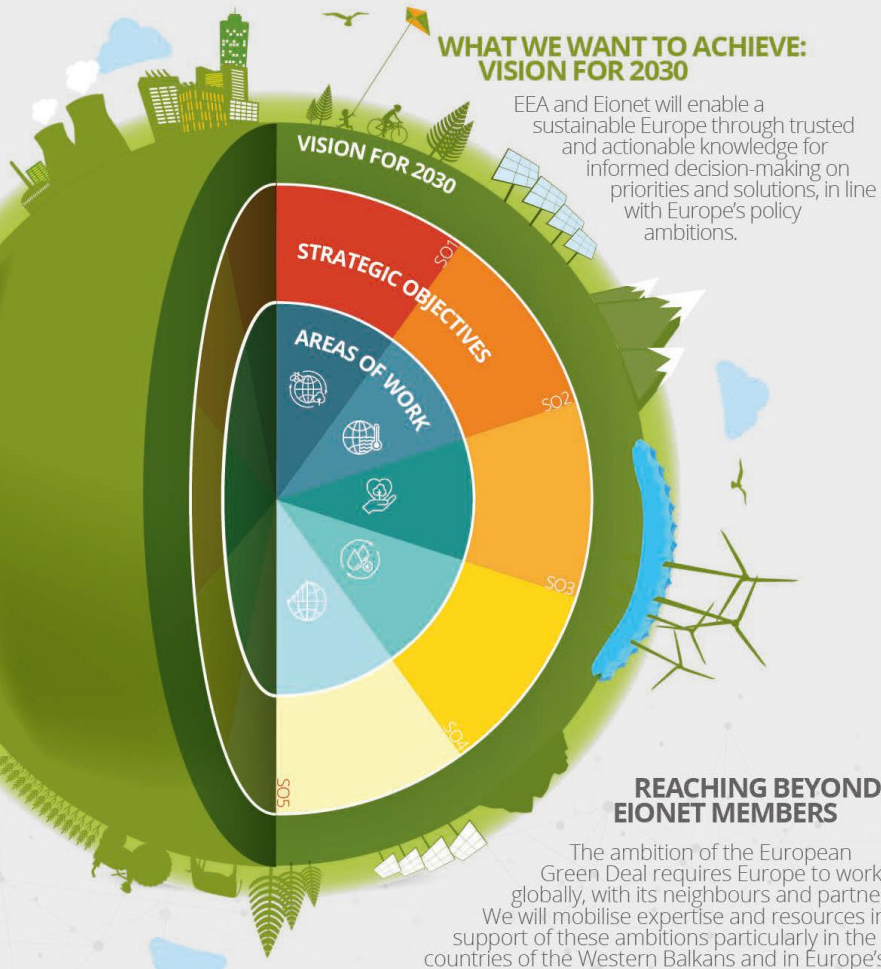 WHAT WE WANT TO ACHIEVE:
VISION FOR 2030
EEA and Eionet will enable a
sustainable Europe through trusted
and actionable knowledge for
informed decision-making on
priorities and solutions, in line
with Europe's policy
ambitions.
VISION FOR 2030
STRATEGIC OBJECTIVES
AREAS OF WORK
SO1
SO2
SO3
SO4
SO5
REACHING BEYOND
EIONET MEMBERS
The ambition of the European
Green Deal requires Europe to work
globally, with its neighbours and
We will mobilise expertise and resources in
support of these ambitions particularly in the
countries of the Western Balkans and in Europe's